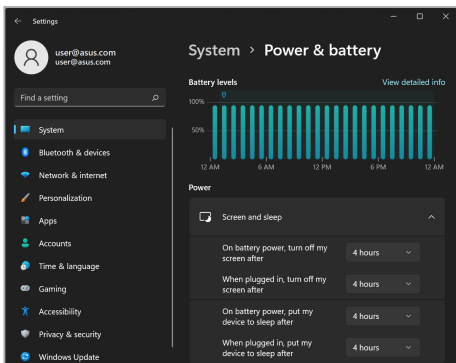 Settings
user@asus.com
user@asus.com
Find a setting
System
Bluetooth & devices
Network & internet
Personalization
Apps
Accounts
Time & language
Gaming
Accessibility
Privacy & security
Windows Update
System > Power & battery
Battery levels View detailed info
100%
50%
12 AM 6 AM 12 PM 6 PM 12 AM
Power
Screen and sleep
On battery power, turn off my
screen after
4 hours
When plugged in, turn off my
screen after
4 hours
On battery power, put my
device to sleep after
4 hours
When plugged in, put my
device to sleep after
4 hours